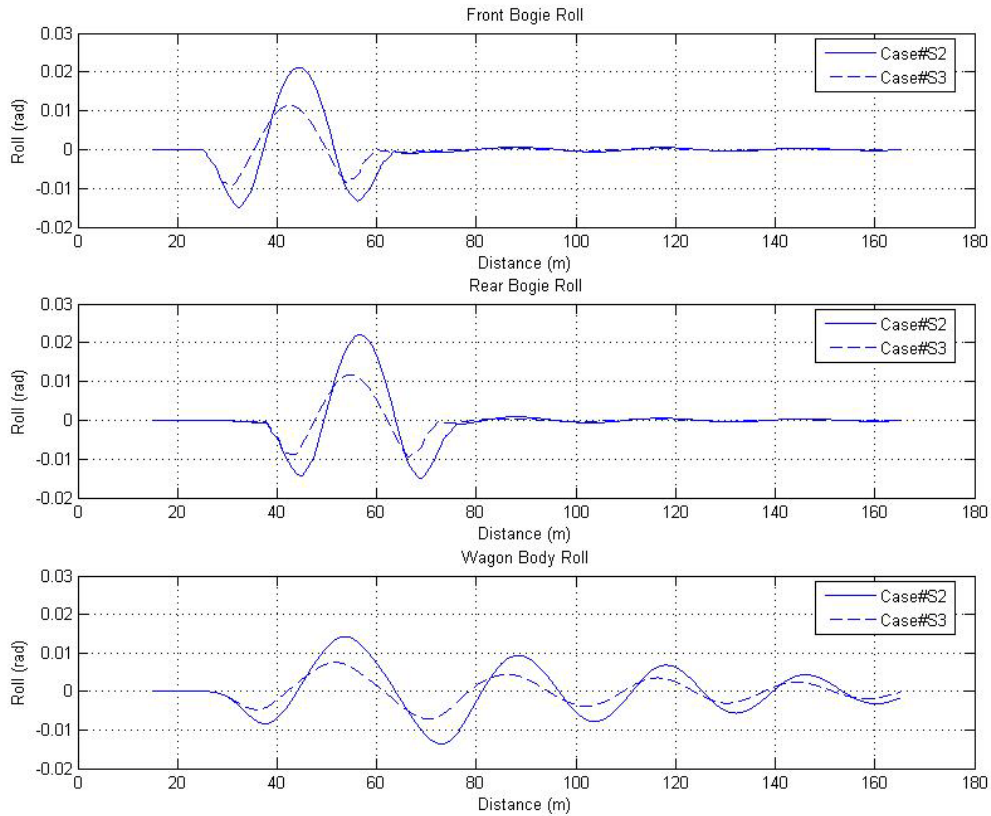 Front Bogie Roll
0.03
0.02
0.01
0
-0.01
-0.02
Roll (rad)
Case#S2
Case#S3
0 20 40 60 80 100 120 140 160 180
Distance (m)
Rear Bogie Roll
0.03
0.02
0.01
0
-0.01
-0.02
Roll (rad)
Case#S2
Case#S3
0 20 40 60 80 100 120 140 160 180
Distance (m)
Wagon Body Roll
0.03
0.02
0.01
0
-0.01
-0.02
Roll (rad)
Case#S2
Case#S3
0 20 40 60 80 100 120 140 160 180
Distance (m)